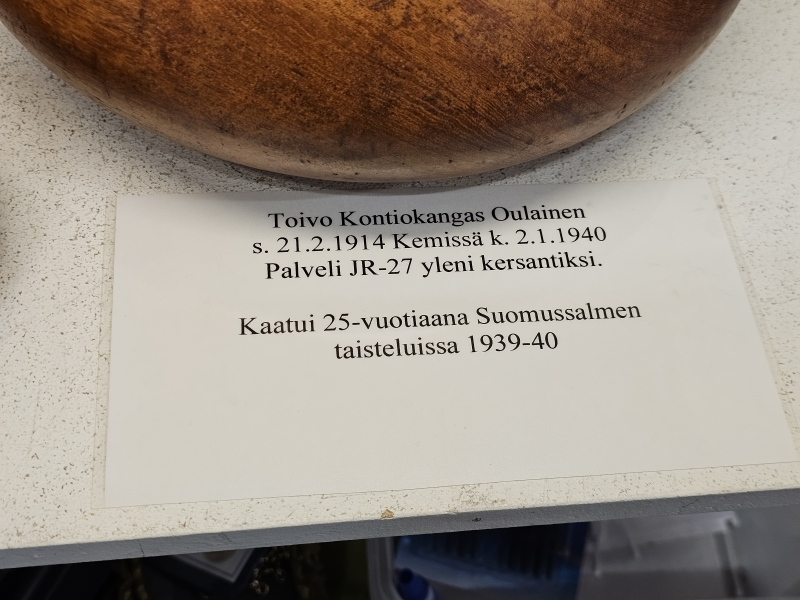 Toivo Kontiokangas Oulainen
s. 21.2.1914 Kemissä k. 2.1.1940
Palveli JR-27 yleni kersantiksi.
Kaatui 25-vuotiaana Suomussalmen
taisteluissa 1939-40